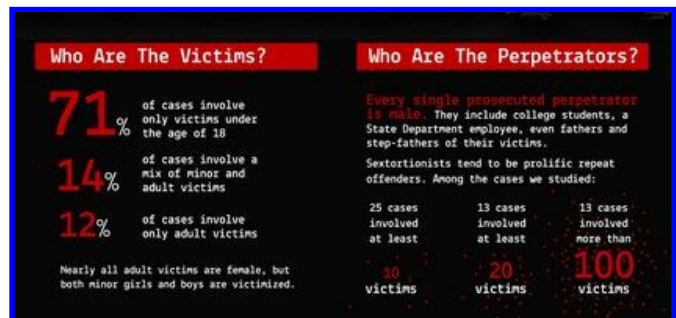 Who Are The Victims?
71% of cases involve
only victims under
the age of 18
14% of cases involve a
mix of minor and
adult victims
12% of cases involve
only adult victims
Nearly all adult victims are female, but
both minor girls and boys are victimized.
Who Are The Perpetrators?
Every single prosecuted perpetrator
is male. They include college students, a
State Department employee, even fathers and
step-fathers of their victims.
Sextortionists tend to be prolific repeat
offenders. Among the cases we studied:
25 cases
involved
at least
10
victims
13 cases
involved
at least
20
victims
13 cases
involved
more than
100
victims